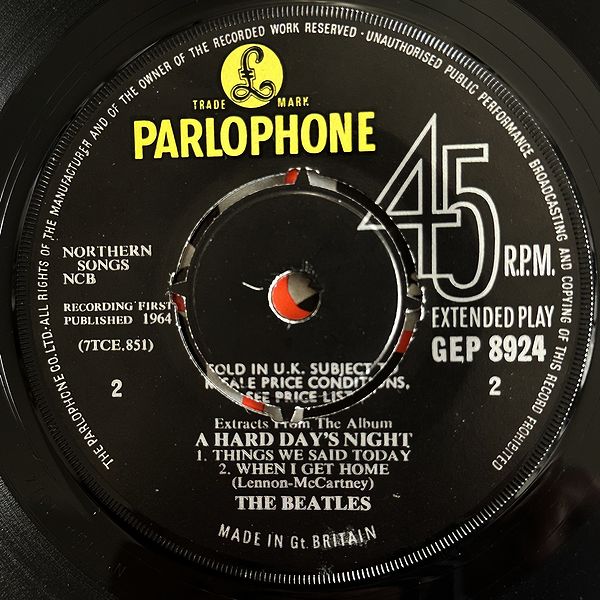 THE PARLOPHONE CO.LTD.·ALL RIGHTS OF THE MANUFACTURER AND OF THE OWNER OF THE RECORDED WORK RESERVED·UNAUTHORISED PUBLIC PERFORMANCE BROADCASTING AND COPYING OF THIS RECORD PROHIBITED
£
TRADE MARK
PARLOPHONE
45
R.P.M.
NORTHERN
SONGS
NCB
RECORDING FIRST
PUBLISHED 1964
(7TCE.851)
2
EXTENDED PLAY
GEP 8924
2
SOLD IN U.K. SUBJECT
PRICE CONDITIONS,
SEE PRICE LIST
Extracts From The Album
A HARD DAY'S NIGHT
1. THINGS WE SAID TODAY
2. WHEN I GET HOME
(Lennon-McCartney)
THE BEATLES
MADE IN Gt. BRITAIN